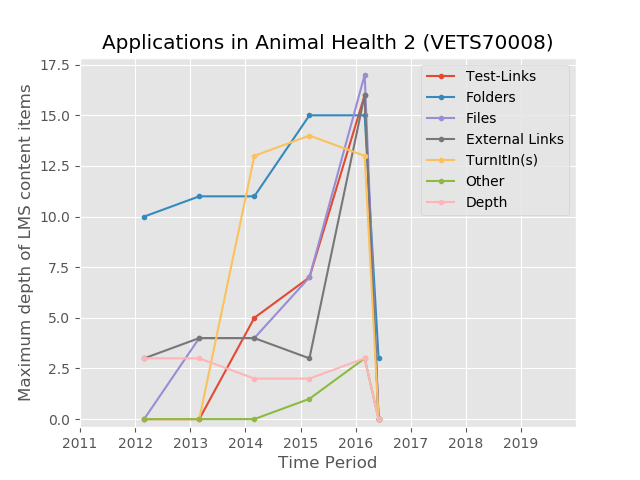 Applications in Animal Health 2 (VETS70008)
Maximum depth of LMS content items
17.5
15.0
12.5
10.0
7.5
5.0
2.5
0.0
Test-Links
Folders
Files
External Links
TurnItIn(s)
Other
Depth
2011 2012 2013 2014 2015 2016 2017 2018 2019
Time Period